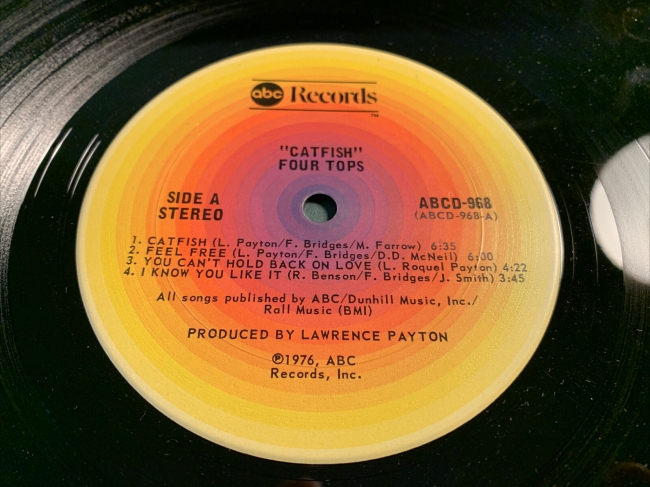 abc Records
TM
"CATFISH"
FOUR TOPS
SIDE A
STEREO
ABCD-968
(ABCD-968-A)
1. CATFISH (L. Payton/F. Bridges/M. Farrow) 6:35
2. FEEL FREE (L. Payton/F. Bridges/D.D. McNeil) 6:00
3. YOU CAN'T HOLD BACK ON LOVE (L. Roquel Payton) 4:22
4. I KNOW YOU LIKE IT (R. Benson/F. Bridges/J. Smith) 3:45
All songs published by ABC/Dunhill Music, Inc./
Rall Music (BMI)
PRODUCED BY LAWRENCE PAYTON
℗1976, ABC
Records, Inc.